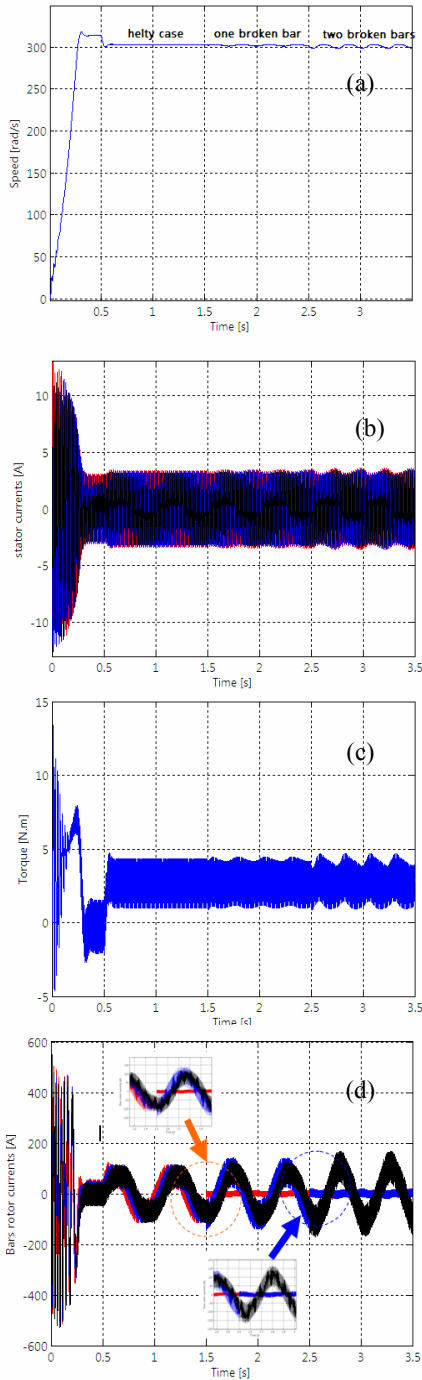 helty case one broken bar two broken bars
(a)
Speed [rad/s]
300
250
200
150
100
50
0
0.5 1 1.5 2 2.5 3 3.5
Time [s]
(b)
stator currents [A]
10
5
0
-5
-10
0 0.5 1 1.5 2 2.5 3 3.5
Time [s]
(c)
Torque [N.m]
15
10
5
0
-5
0 0.5 1 1.5 2 2.5 3 3.5
Time [s]
(d)
Bars rotor currents [A]
600
400
200
0
-200
-400
-600
0 0.5 1 1.5 2 2.5 3 3.5
Time [s]